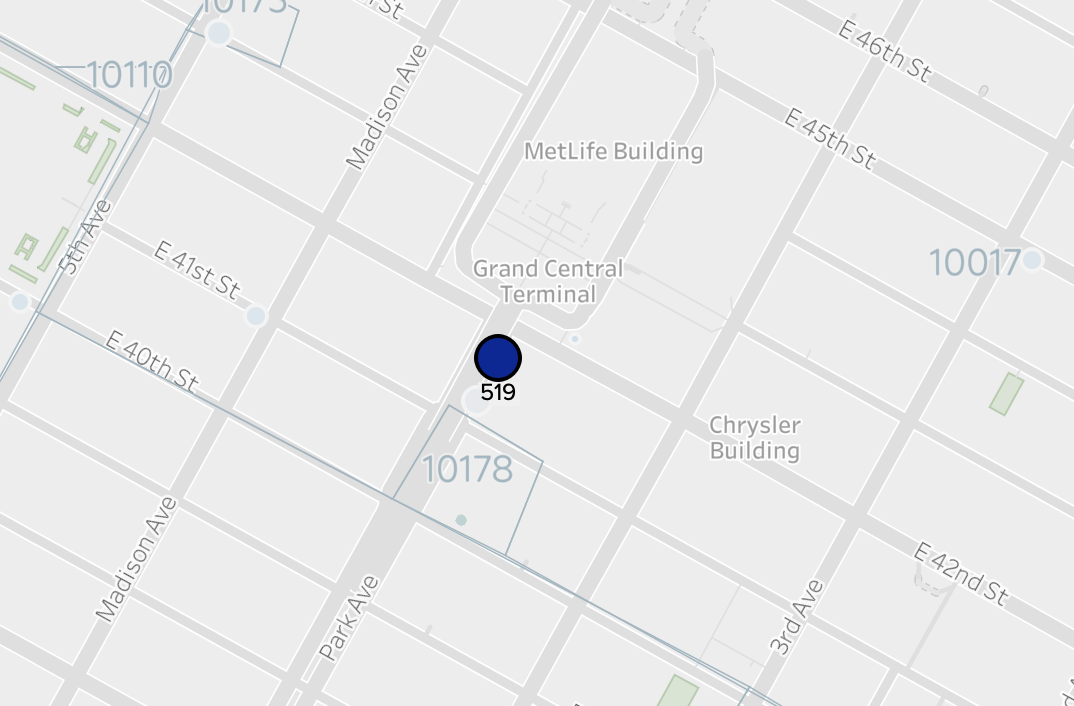 10173
Madison Ave
E 46th St
10110
E 45th St
MetLife Building
5th Ave
E 41st St
Grand Central
Terminal
10017
E 40th St
519
Chrysler
Building
10178
Madison Ave
E 42nd St
Park Ave
3rd Ave